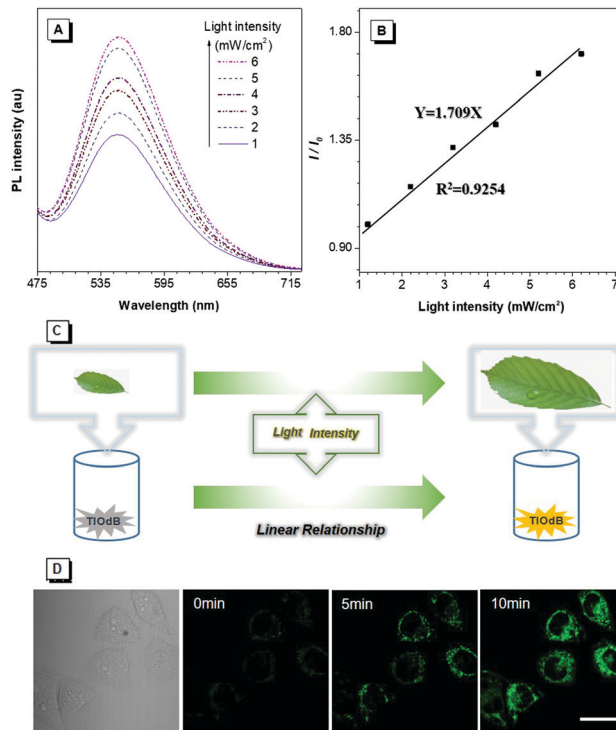 A
Light intensity
(mW/cm²)
6
5
4
3
2
1
PL intensity (au)
475 535 595 655 715
Wavelength (nm)
B
1.80
1.35
0.90
I / I₀
Y=1.709X
R²=0.9254
1 2 3 4 5 6 7
Light intensity (mW/cm²)
C
Light Intensity
BPOIT
BPOIT
Linear Relationship
D
0min
5min
10min